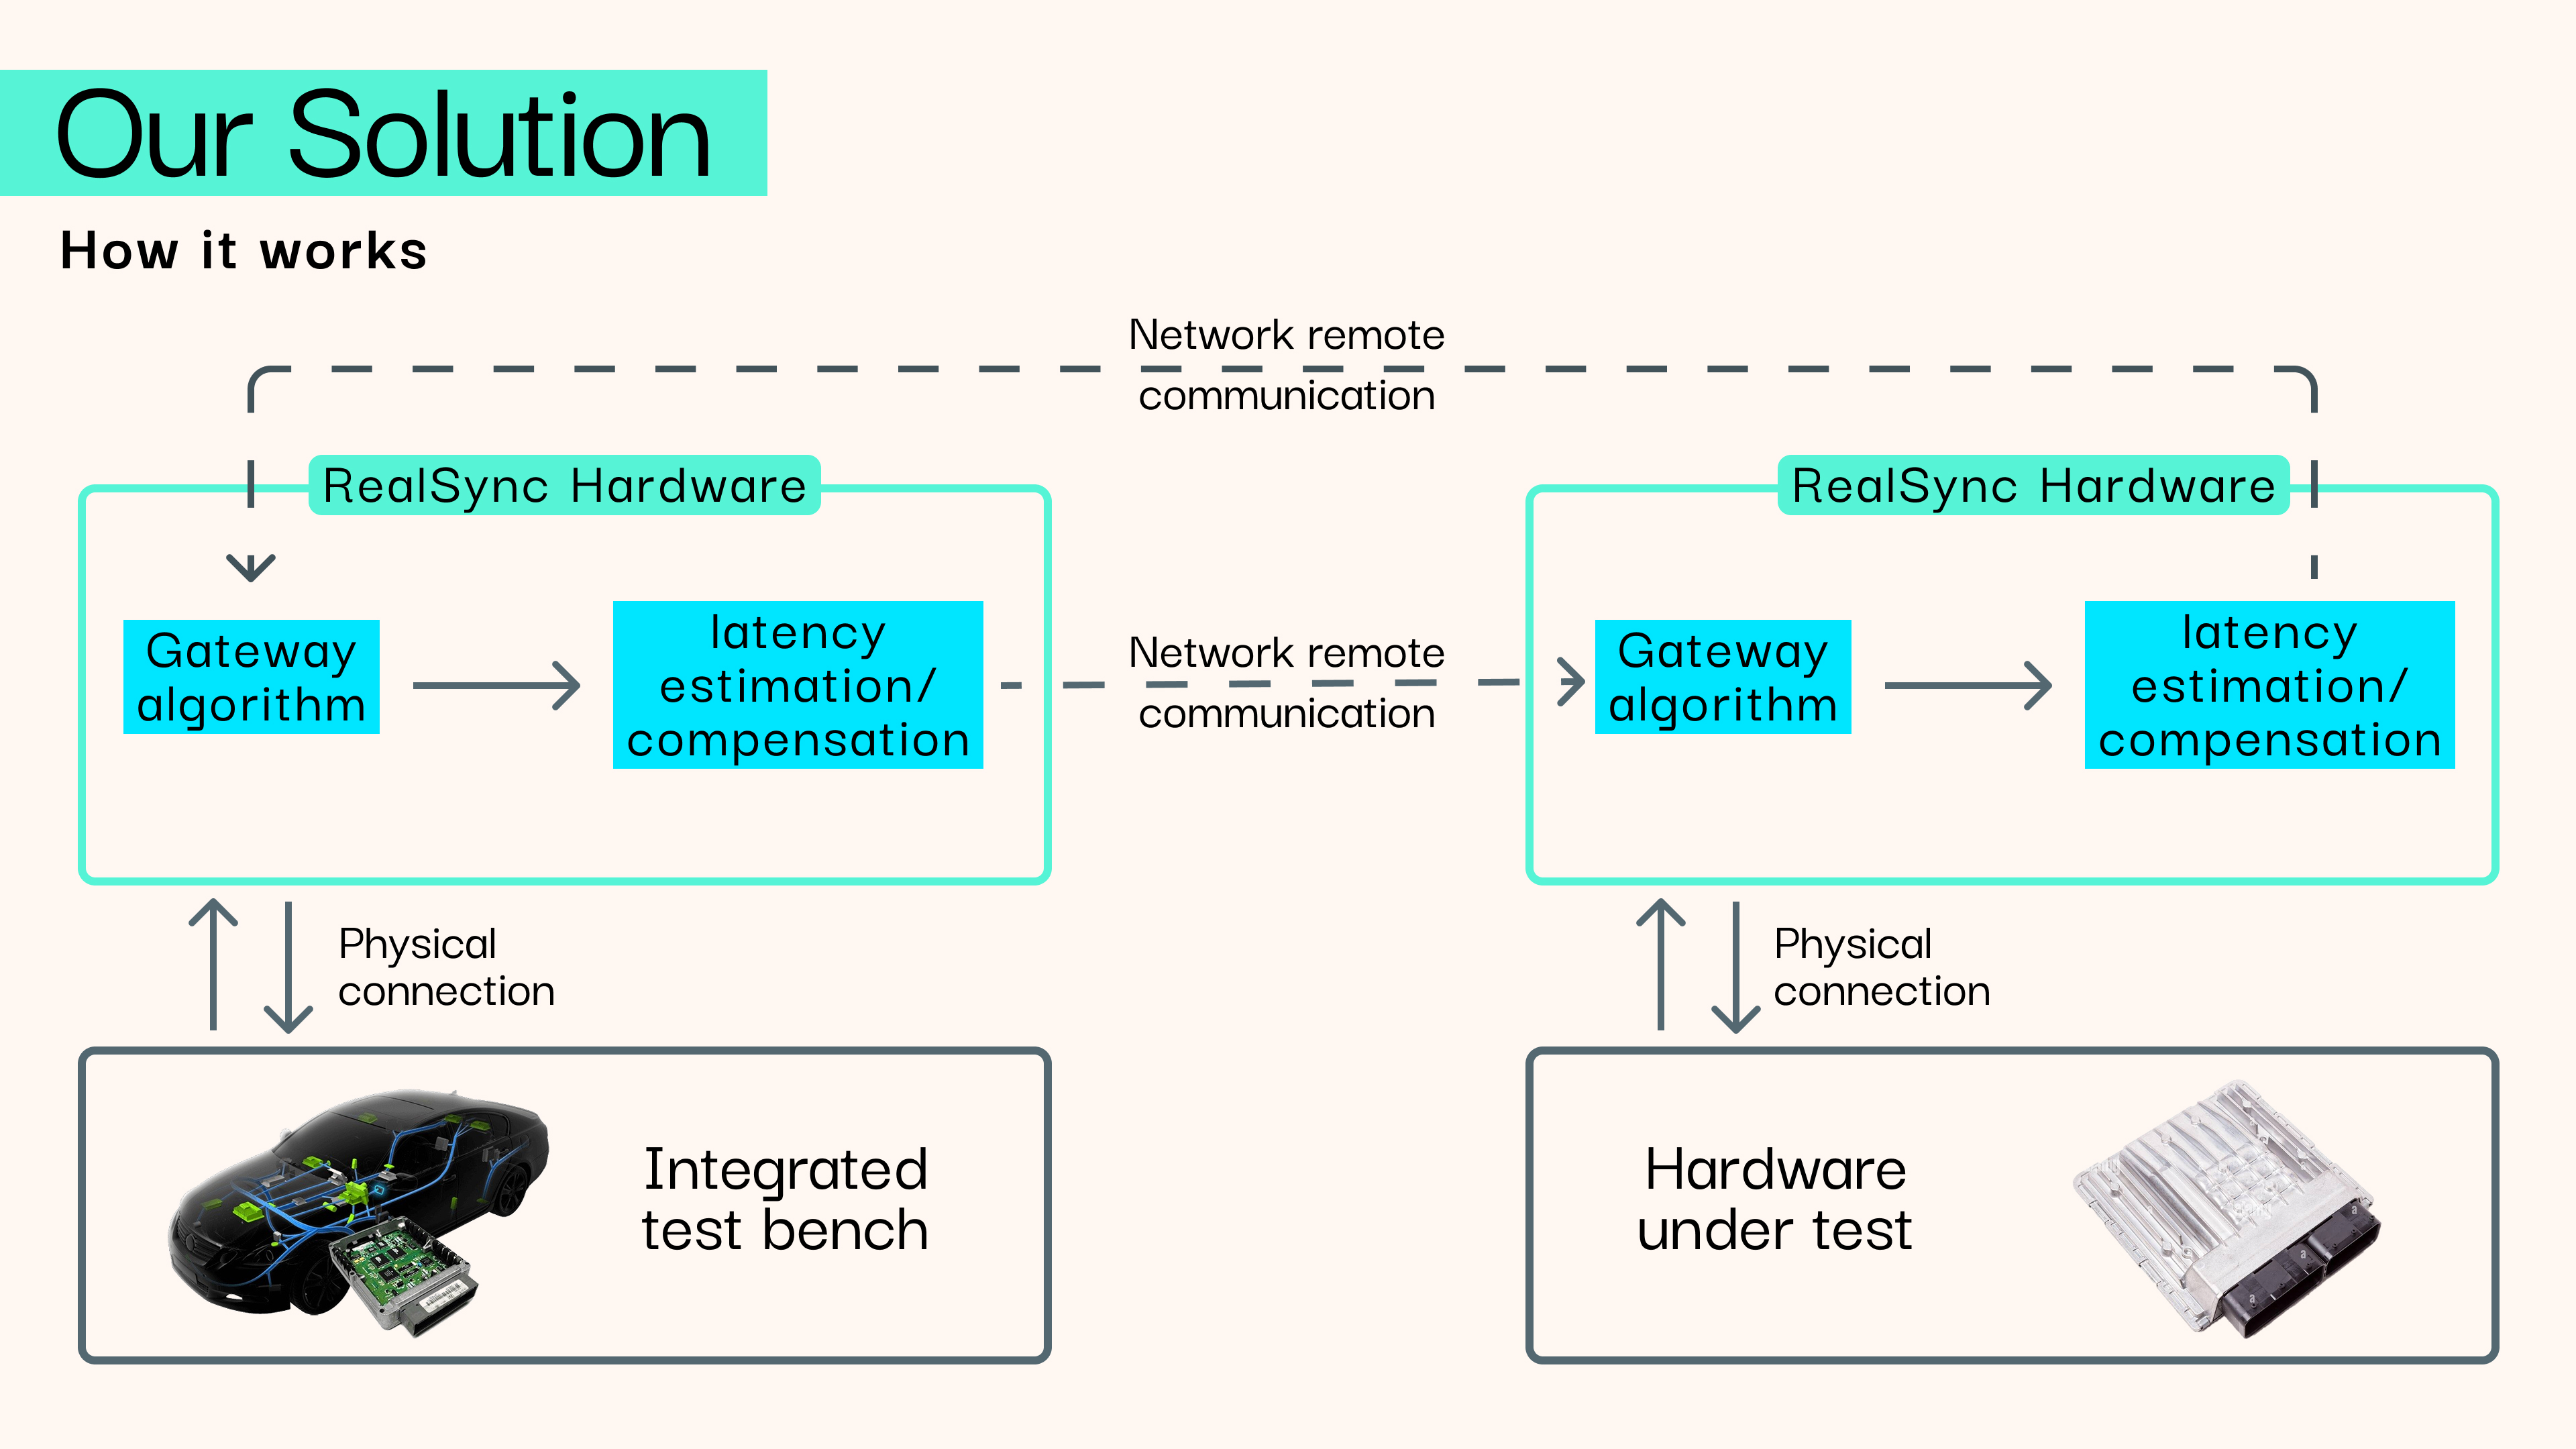 Our Solution
How it works
Network remote
communication
RealSync Hardware
RealSync Hardware
Gateway
algorithm
latency
estimation/
compensation
Network remote
communication
Gateway
algorithm
latency
estimation/
compensation
Physical
connection
Physical
connection
Integrated
test bench
Hardware
under test
a
a
a